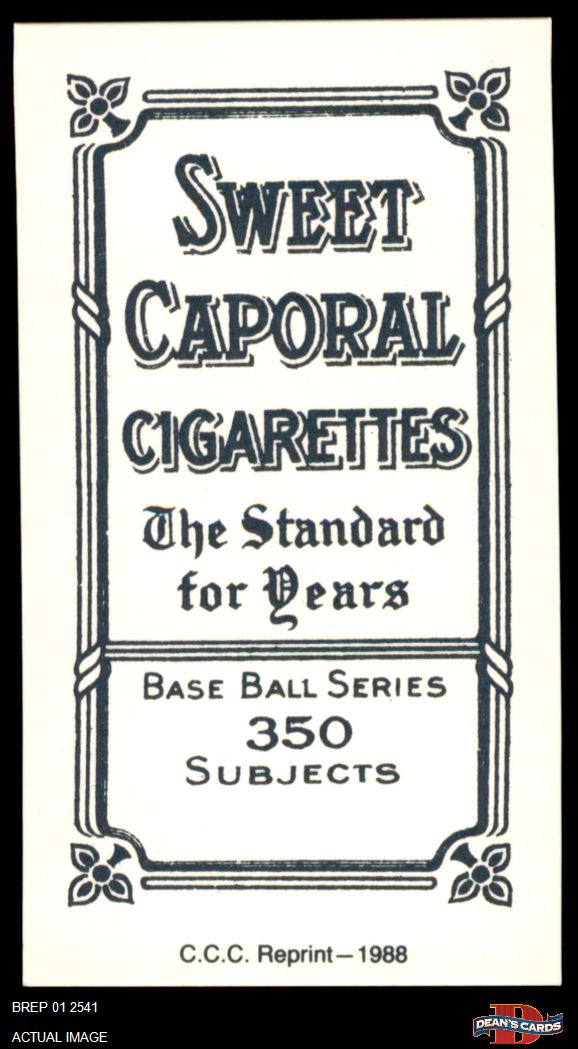 SWEET
CAPORAL
CIGARETTES
The Standard
for Years
BASE BALL SERIES
350
SUBJECTS
C.C.C. Reprint—1988
BREP 01 2541
ACTUAL IMAGE
D
DEAN'S CARDS